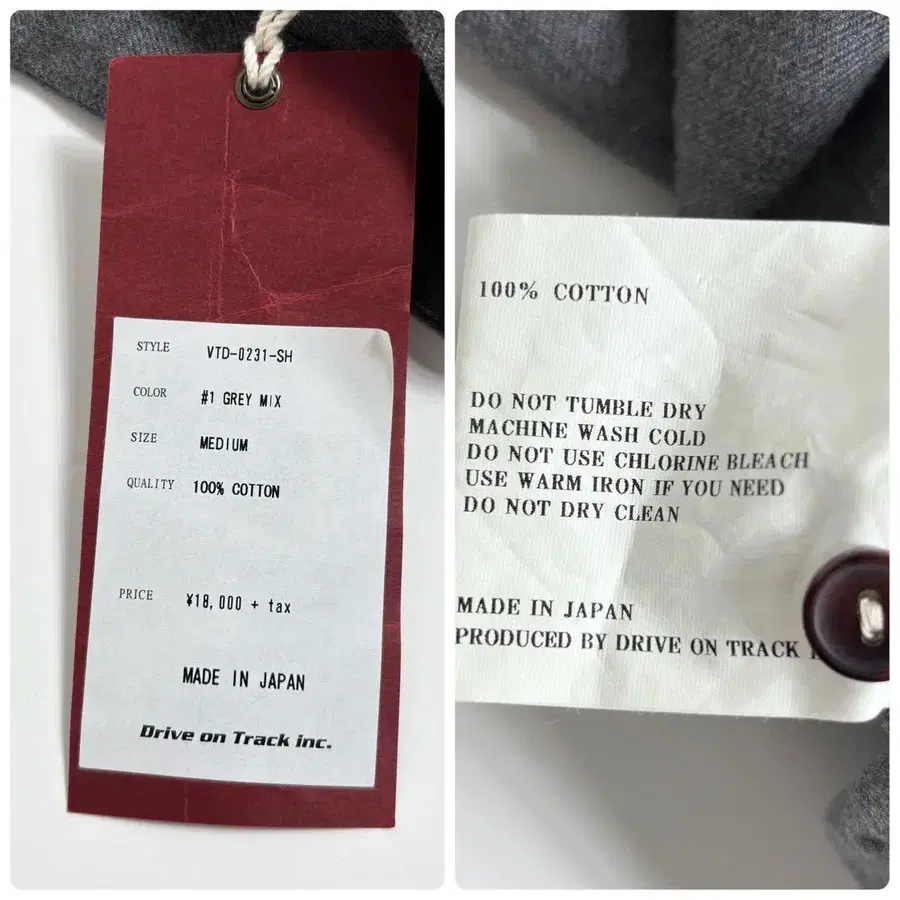 STYLE VTD-0231-SH
COLOR #1 GREY MIX
SIZE MEDIUM
QUALITY 100% COTTON
PRICE ¥18,000 + tax
MADE IN JAPAN
Drive on Track inc.
100% COTTON
DO NOT TUMBLE DRY
MACHINE WASH COLD
DO NOT USE CHLORINE BLEACH
USE WARM IRON IF YOU NEED
DO NOT DRY CLEAN
MADE IN JAPAN
PRODUCED BY DRIVE ON TRACK